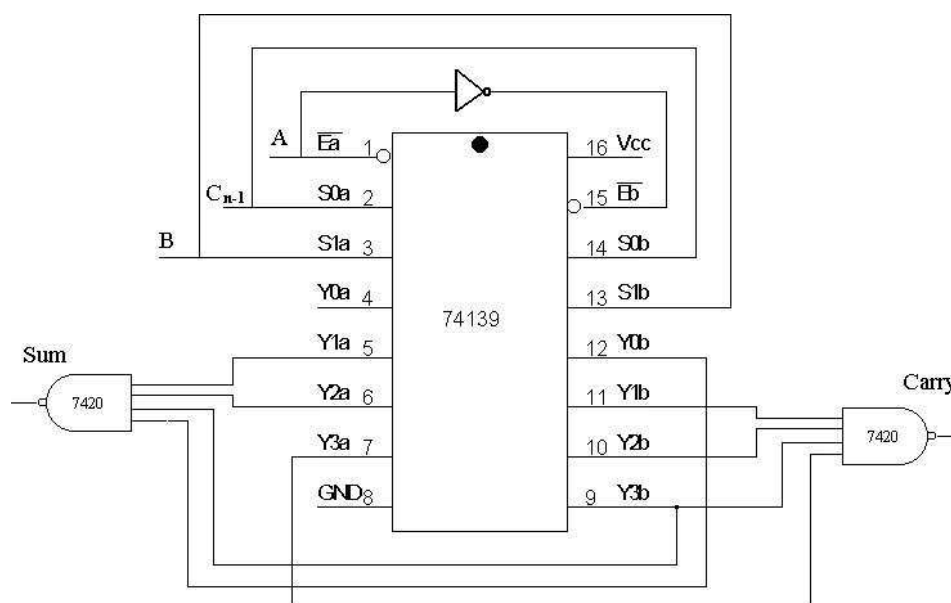 A
Ea
1
16
Vcc
Cn-1
S0a
2
15
Eb
B
S1a
3
14
S0b
Y0a
4
13
S1b
74139
Y1a
5
12
Y0b
Sum
Y2a
6
11
Y1b
Carry
7420
Y3a
7
10
Y2b
7420
GND
8
9
Y3b